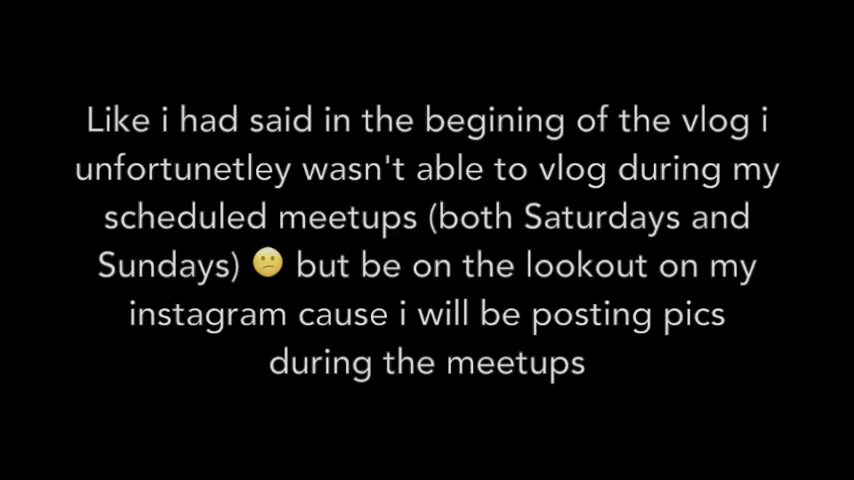 Like i had said in the begining of the vlog i
unfortunetley wasn't able to vlog during my
scheduled meetups (both Saturdays and
Sundays) 😕 but be on the lookout on my
instagram cause i will be posting pics
during the meetups